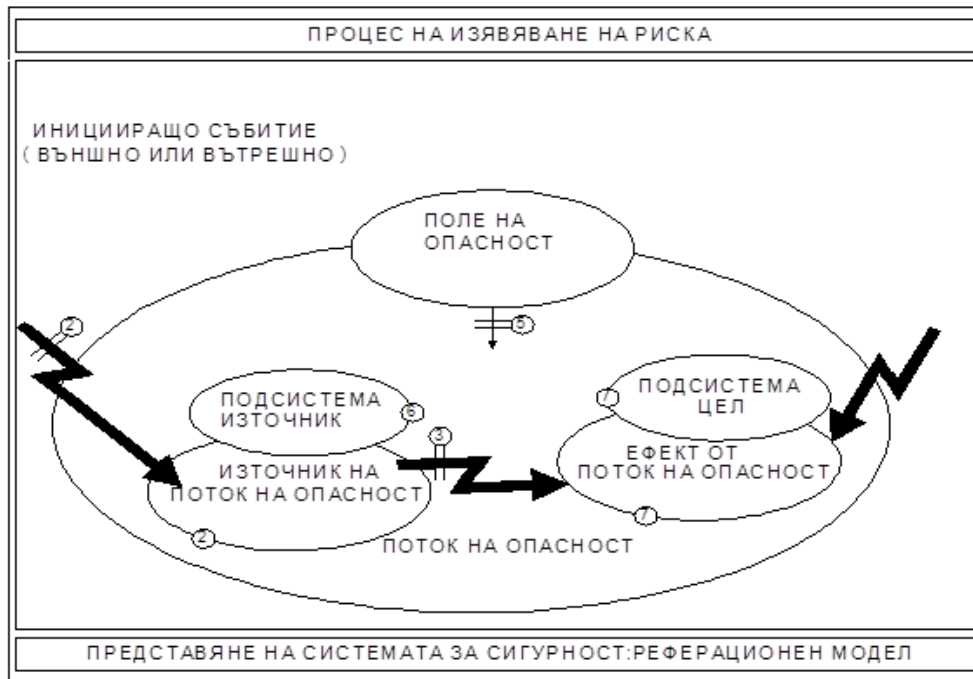 ПРОЦЕС НА ИЗЯВЯВАНЕ НА РИСКА
ИНИЦИИРАЩО СЪБИТИЕ
( ВЪНШНО ИЛИ ВЪТРЕШНО )
ПОЛЕ НА
ОПАСНОСТ
2
5
ПОДСИСТЕМА
ИЗТОЧНИК
6
3
7
ПОДСИСТЕМА
ЦЕЛ
ИЗТОЧНИК НА
ПОТОК НА ОПАСНОСТ
ЕФЕКТ ОТ
ПОТОК НА ОПАСНОСТ
2
7
ПОТОК НА ОПАСНОСТ
ПРЕДСТАВЯНЕ НА СИСТЕМАТА ЗА СИГУРНОСТ:РЕФЕРАЦИОНЕН МОДЕЛ